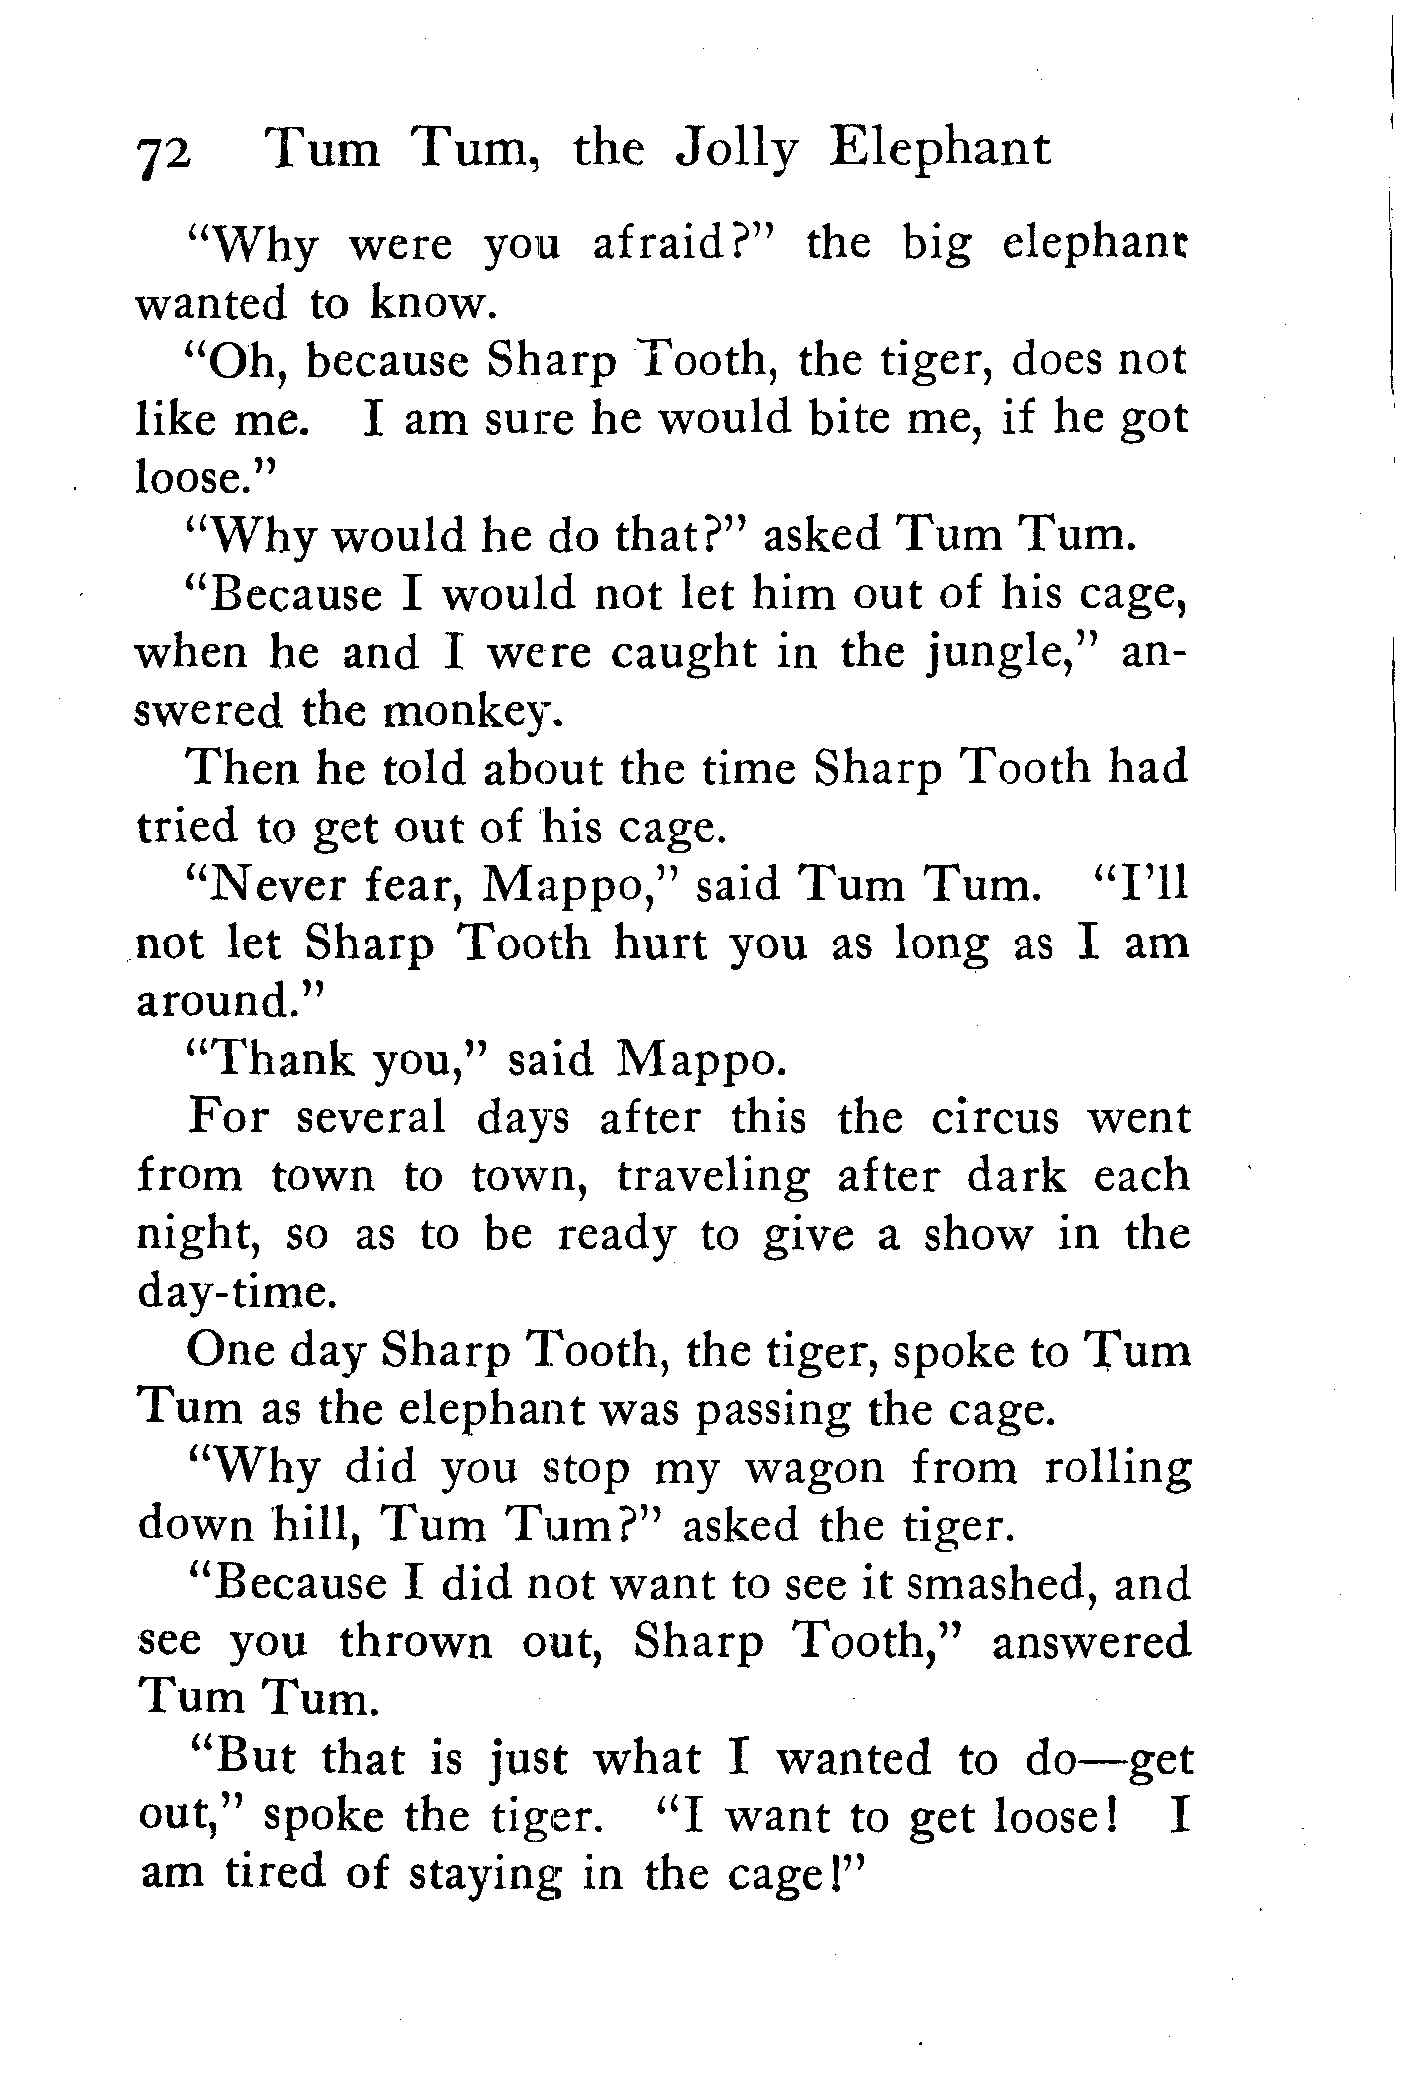 72 Tum Tum, the Jolly Elephant
“Why were you afraid?” the big elephant
wanted to know.
“Oh, because Sharp Tooth, the tiger, does not
like me. I am sure he would bite me, if he got
loose.”
“Why would he do that?” asked Tum Tum.
“Because I would not let him out of his cage,
when he and I were caught in the jungle,” an-
swered the monkey.
Then he told about the time Sharp Tooth had
tried to get out of his cage.
“Never fear, Mappo,” said Tum Tum. “I’ll
not let Sharp Tooth hurt you as long as I am
around.”
“Thank you,” said Mappo.
For several days after this the circus went
from town to town, traveling after dark each
night, so as to be ready to give a show in the
day-time.
One day Sharp Tooth, the tiger, spoke to Tum
Tum as the elephant was passing the cage.
“Why did you stop my wagon from rolling
down hill, Tum Tum?” asked the tiger.
“Because I did not want to see it smashed, and
see you thrown out, Sharp Tooth,” answered
Tum Tum.
“But that is just what I wanted to do—get
out,” spoke the tiger. “I want to get loose! I
am tired of staying in the cage!”